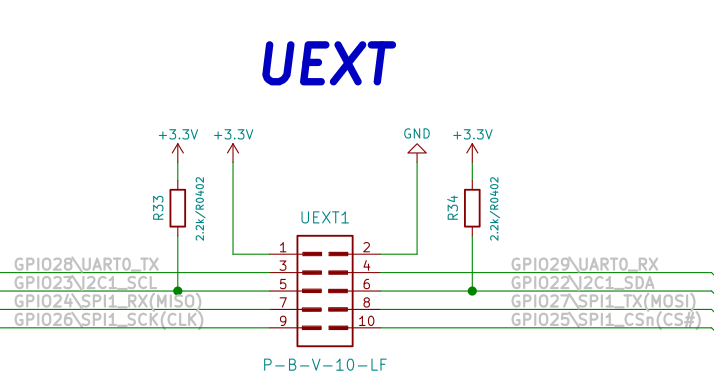 UEXT
+3.3V +3.3V GND +3.3V
R33 2.2k/R0402 R34 2.2k/R0402
UEXT1
1 2
GPIO28\UART0_TX 3 4 GPIO29\UART0_RX
GPIO23\I2C1_SCL 5 6 GPIO22\I2C1_SDA
GPIO24\SPI1_RX(MISO) 7 8 GPIO27\SPI1_TX(MOSI)
GPIO26\SPI1_SCK(CLK) 9 10 GPIO25\SPI1_CSn(CS#)
P-B-V-10-LF